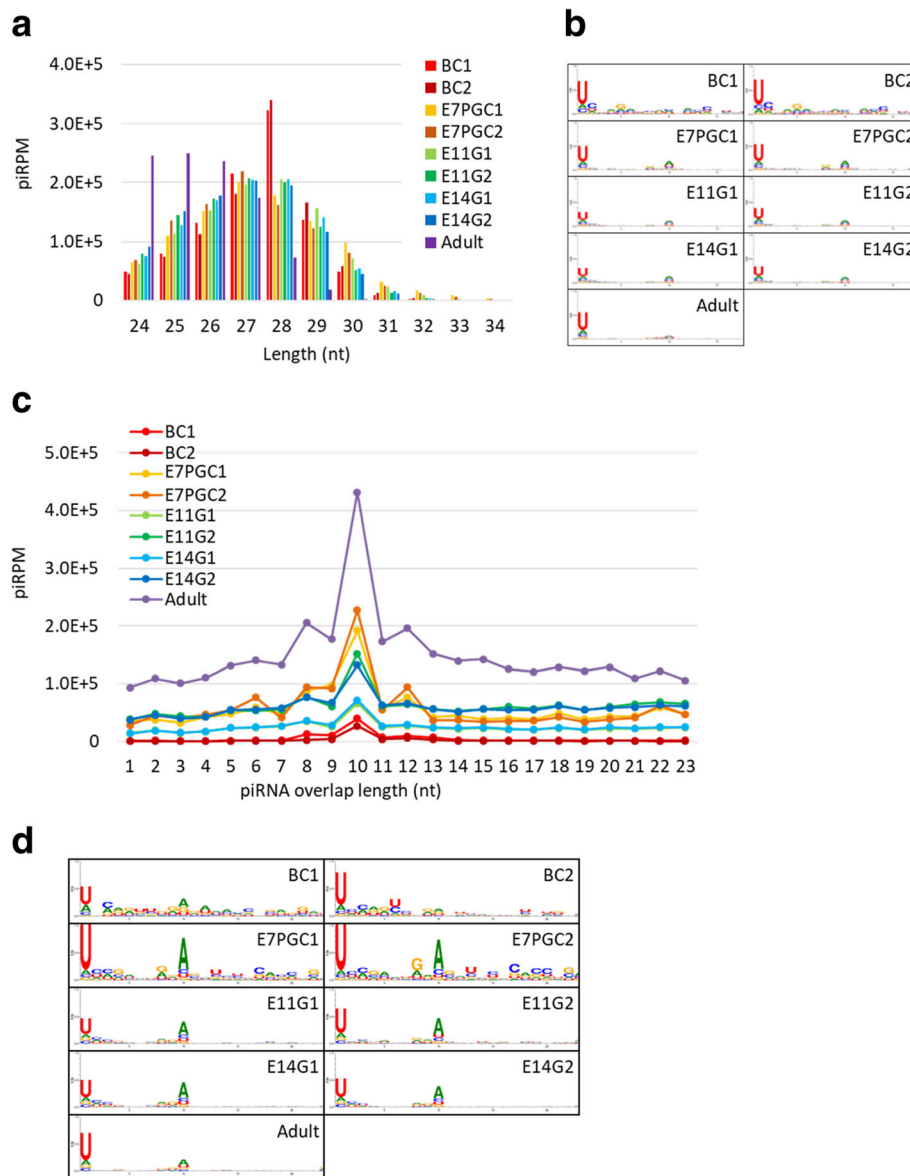 a
piRPM
4.0E+5
3.0E+5
2.0E+5
1.0E+5
0
24 25 26 27 28 29 30 31 32 33 34
Length (nt)
BC1
BC2
E7PGC1
E7PGC2
E11G1
E11G2
E14G1
E14G2
Adult
b
BC1 BC2
E7PGC1 E7PGC2
E11G1 E11G2
E14G1 E14G2
Adult
c
piRPM
5.0E+5
4.0E+5
3.0E+5
2.0E+5
1.0E+5
0
1 2 3 4 5 6 7 8 9 10 11 12 13 14 15 16 17 18 19 20 21 22 23
piRNA overlap length (nt)
BC1
BC2
E7PGC1
E7PGC2
E11G1
E11G2
E14G1
E14G2
Adult
d
BC1 BC2
E7PGC1 E7PGC2
E11G1 E11G2
E14G1 E14G2
Adult